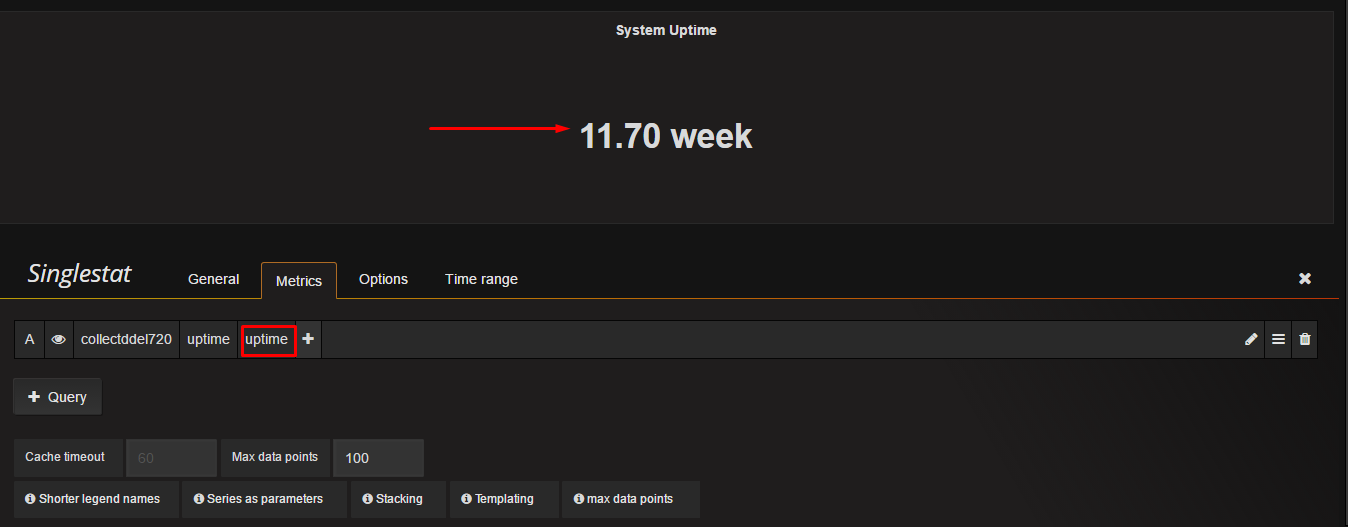 System Uptime
11.70 week
Singlestat General Metrics Options Time range
A collectddel720 uptime uptime
Query
Cache timeout 60 Max data points 100
Shorter legend names Series as parameters Stacking Templating max data points